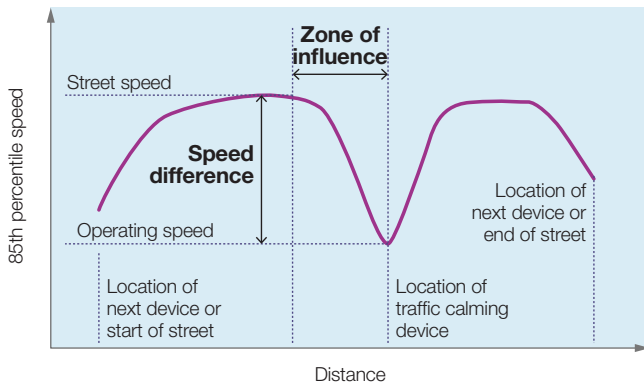 Zone of
influence
Street speed
Speed
difference
Operating speed
Location of
next device or
end of street
Location of
next device or
start of street
Location of
traffic calming
device
85th percentile speed
Distance